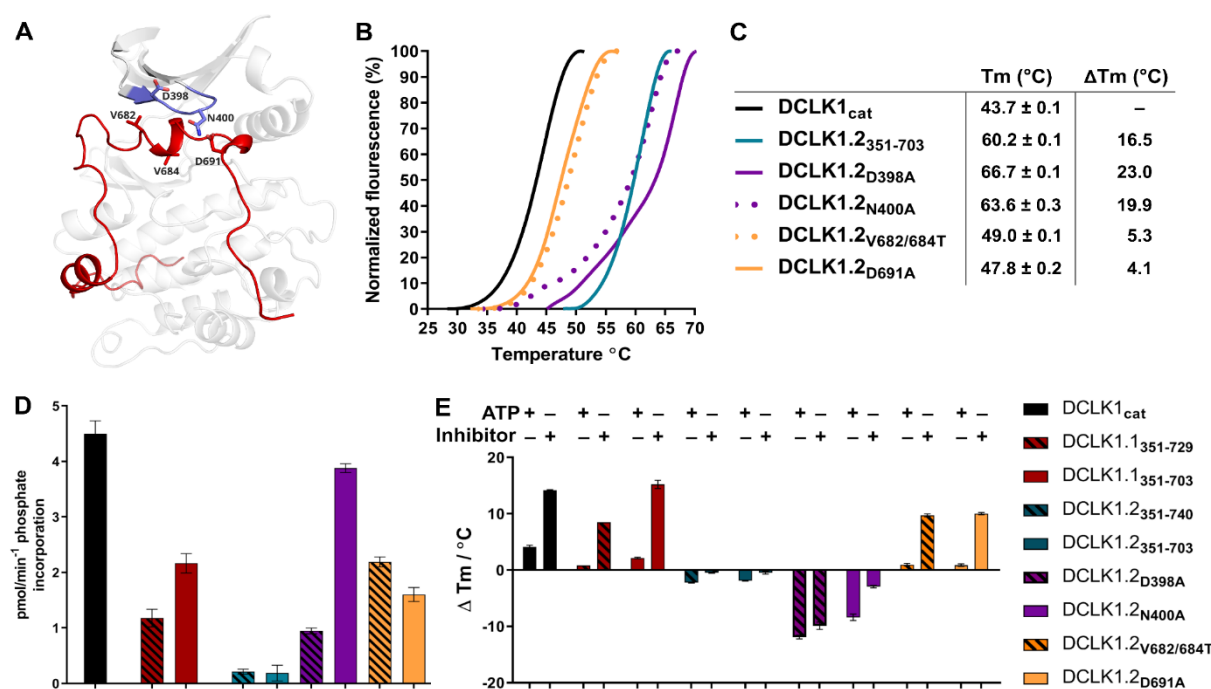 A
D398
V682
N400
V684
D691
B
Normalized flourescence (%)
100
90
80
70
60
50
40
30
20
10
0
25 30 35 40 45 50 55 60 65 70
Temperature °C
C
Tm (°C) ΔTm (°C)
DCLK1cat 43.7 ± 0.1 –
DCLK1.2351-703 60.2 ± 0.1 16.5
DCLK1.2D398A 66.7 ± 0.1 23.0
DCLK1.2N400A 63.6 ± 0.3 19.9
DCLK1.2V682/684T 49.0 ± 0.1 5.3
DCLK1.2D691A 47.8 ± 0.2 4.1
D
pmol/min⁻¹ phosphate
incorporation
5
4
3
2
1
0
E
ATP + – + – + – + – + – + – + – + – + –
Inhibitor – + – + – + – + – + – + – + – + – +
Δ Tm / °C
20
10
0
-10
-20
DCLK1cat
DCLK1.1351-729
DCLK1.1351-703
DCLK1.2351-740
DCLK1.2351-703
DCLK1.2D398A
DCLK1.2N400A
DCLK1.2V682/684T
DCLK1.2D691A